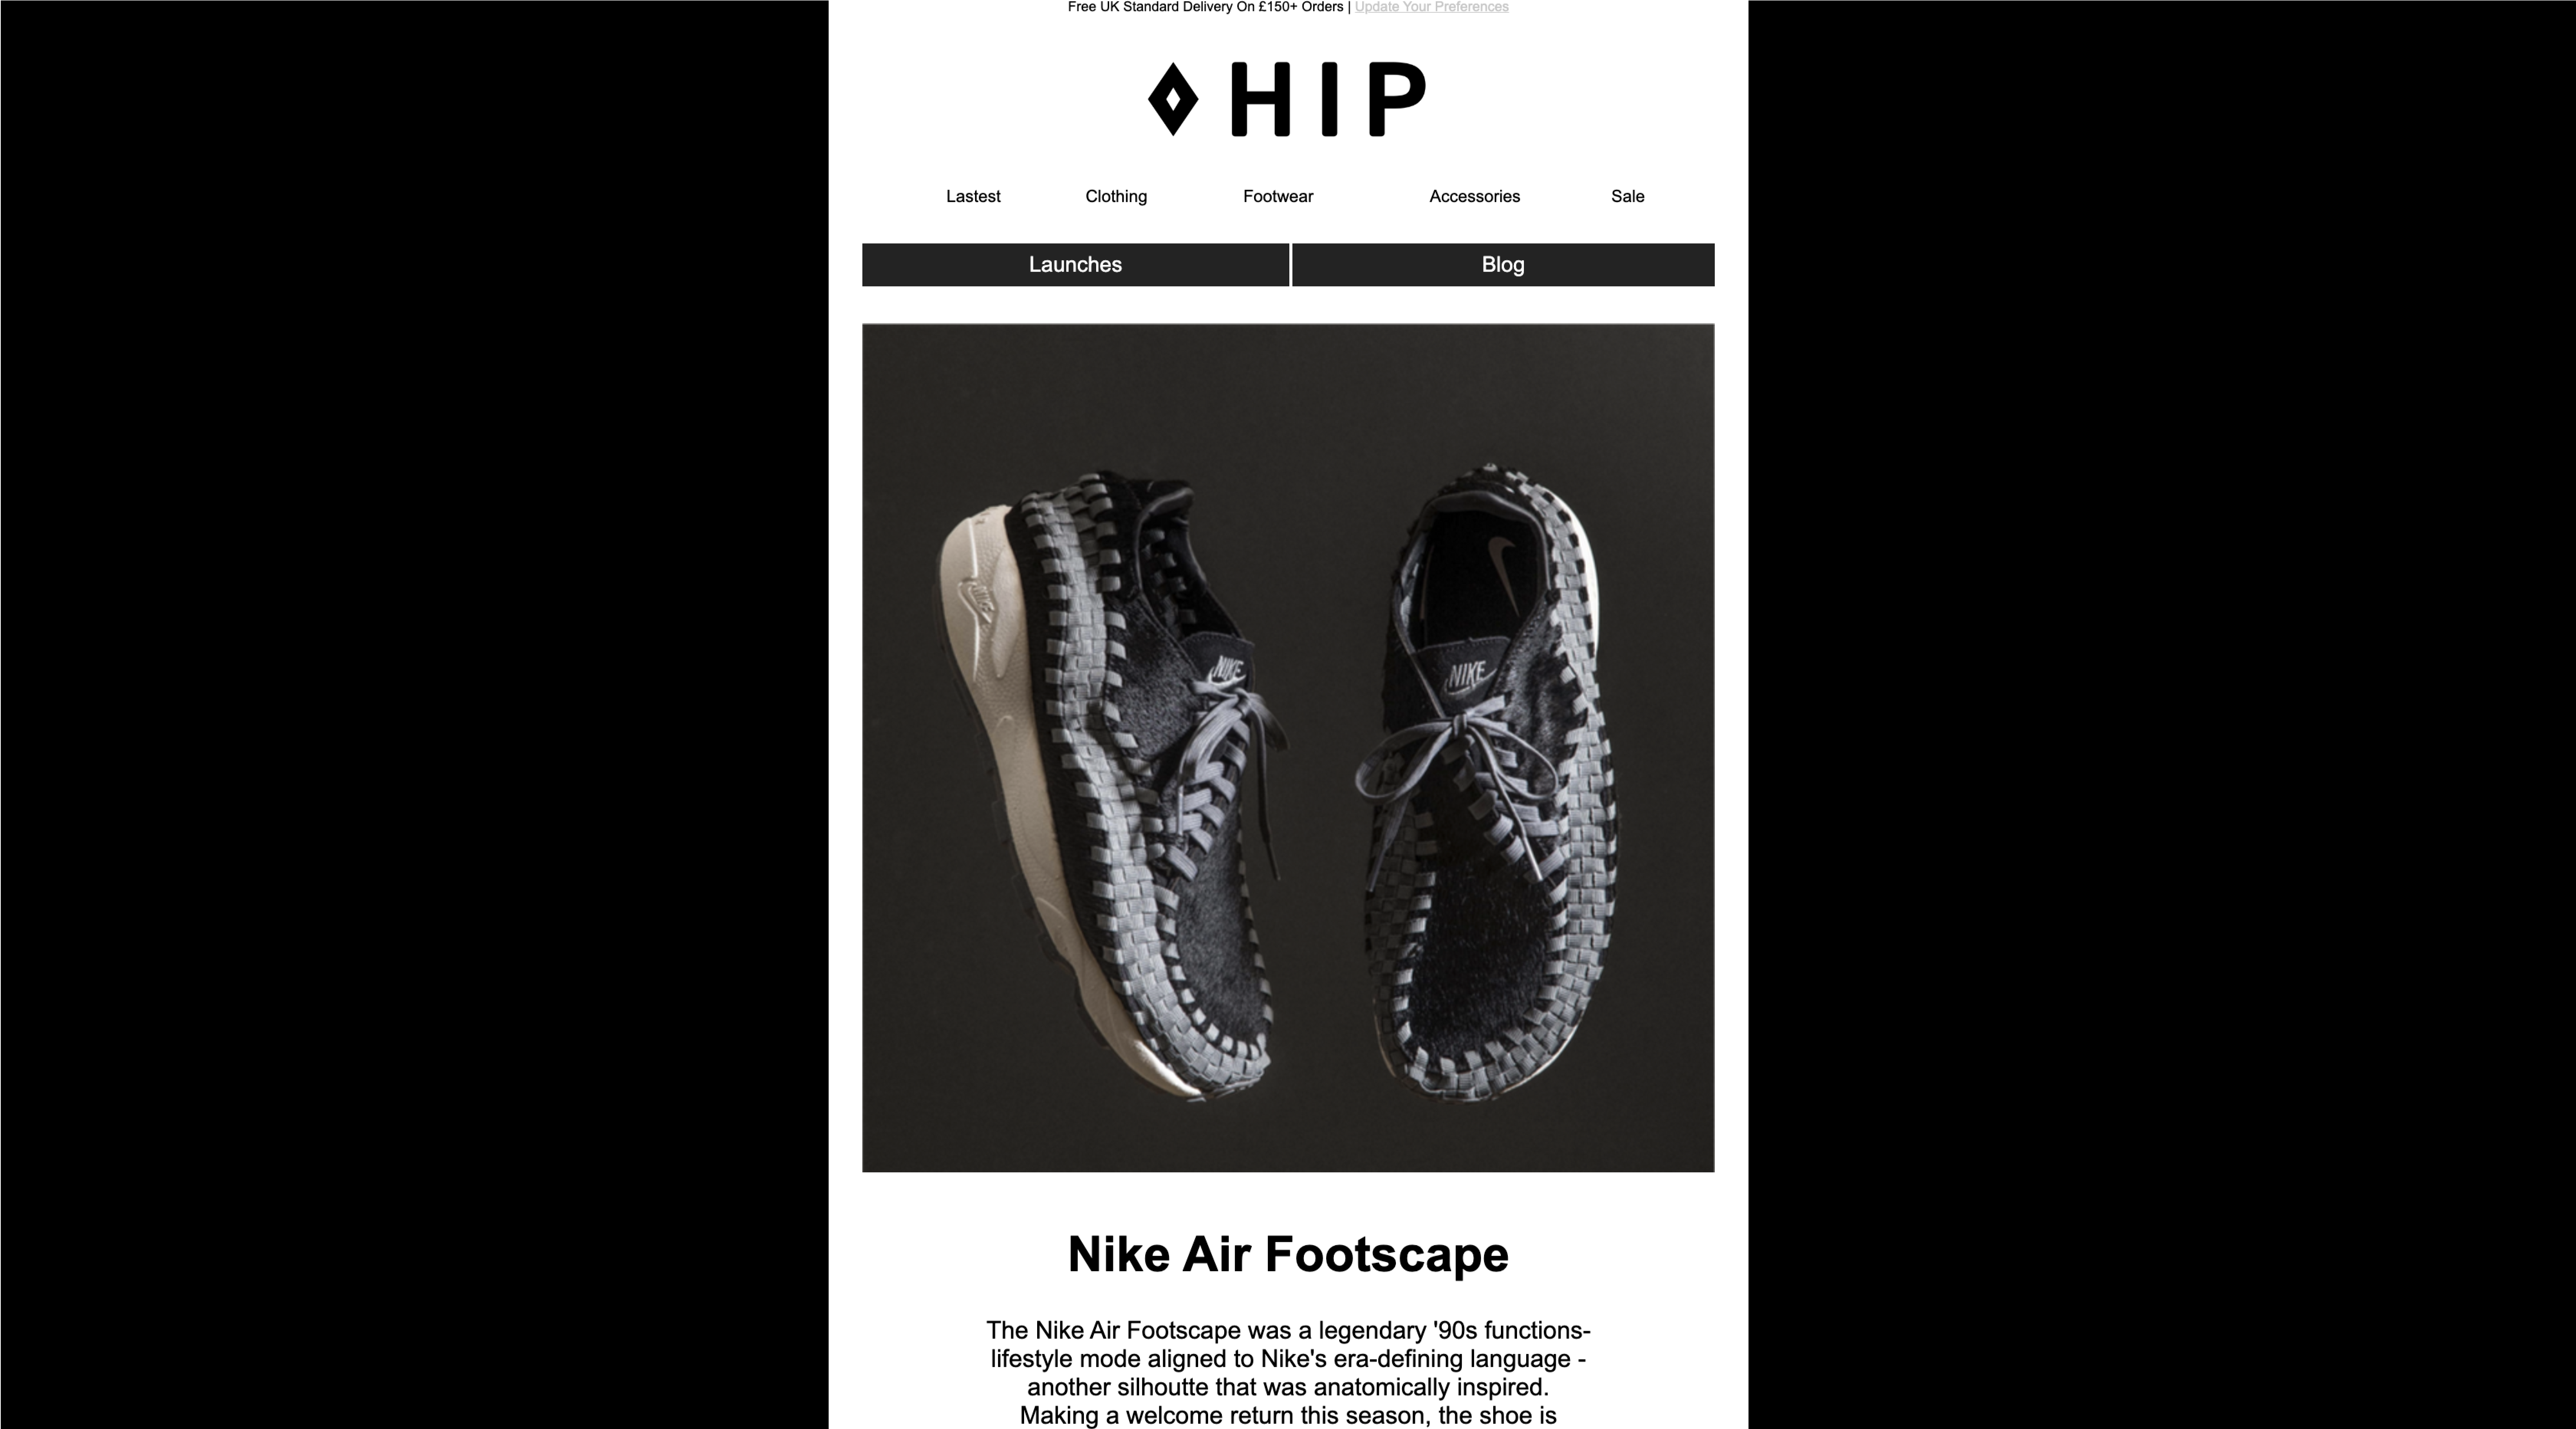 Free UK Standard Delivery On £150+ Orders | Update Your Preferences
HIP
Lastest Clothing Footwear Accessories Sale
Launches Blog
NIKE
NIKE
NIKE
Nike Air Footscape
The Nike Air Footscape was a legendary '90s functions-
lifestyle mode aligned to Nike's era-defining language -
another silhoutte that was anatomically inspired.
Making a welcome return this season, the shoe is